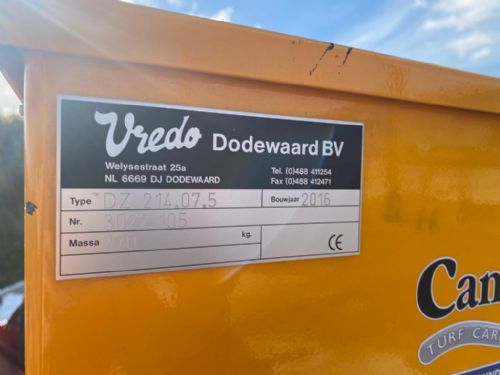 Vredo Dodewaard BV
Welysestraat 25a
NL 6669 DJ DODEWAARD
Tel. (0)488 411254
Fax (0)488 412471
Type DZ 214.07.5
Bouwjaar 2016
Nr.
Massa kg.
CE
Can
TURF CAR